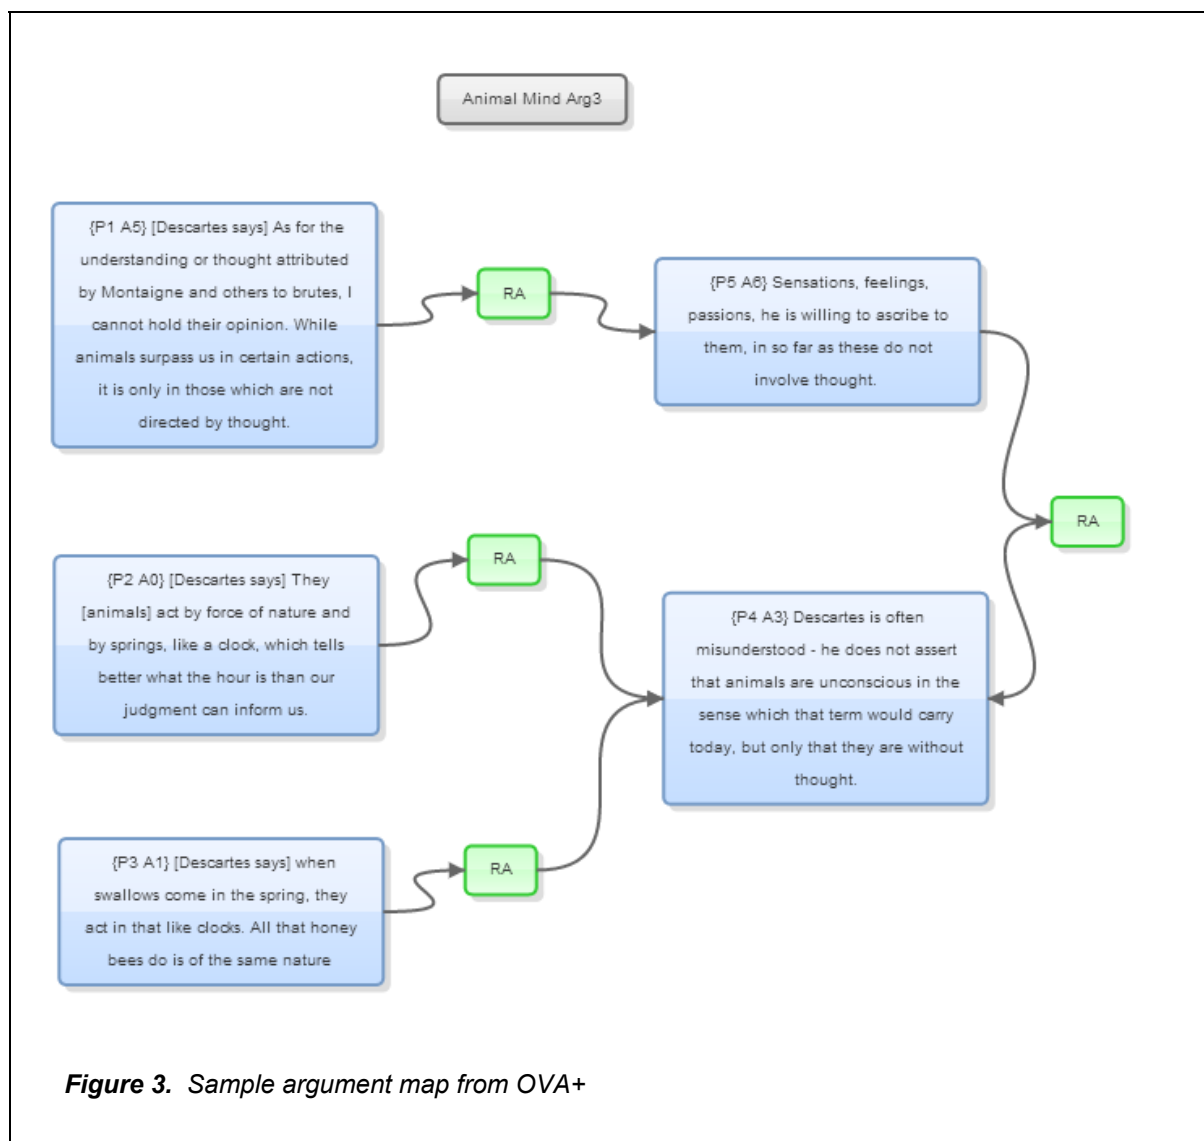 Animal Mind Arg3
{P1 A5} [Descartes says] As for the
understanding or thought attributed
by Montaigne and others to brutes, I
cannot hold their opinion. While
animals surpass us in certain actions,
it is only in those which are not
directed by thought.
RA
{P5 A6} Sensations, feelings,
passions, he is willing to ascribe to
them, in so far as these do not
involve thought.
RA
{P2 A0} [Descartes says] They
[animals] act by force of nature and
by springs, like a clock, which tells
better what the hour is than our
judgment can inform us.
RA
{P4 A3} Descartes is often
misunderstood - he does not assert
that animals are unconscious in the
sense which that term would carry
today, but only that they are without
thought.
{P3 A1} [Descartes says] when
swallows come in the spring, they
act in that like clocks. All that honey
bees do is of the same nature
RA
Figure 3. Sample argument map from OVA+